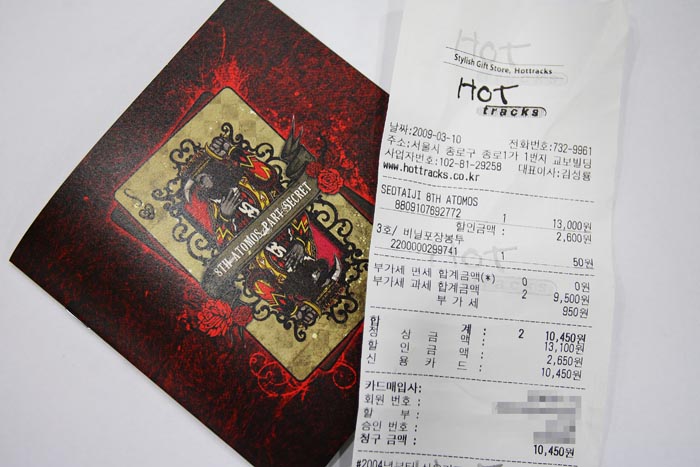 8TH ATOMOS PART SECRET
HOT
Stylish Gift Store, Hottracks
HOT
tracks
날짜:2009-03-10 전화번호:732-9961
주소:서울시 종로구 종로1가 1번지 교보빌딩
사업자번호:102-81-29258 대표이사:김성룡
www.hottracks.co.kr
SEOTAIJI 8TH ATOMOS
8809107692772 1 13,000원
할인금액: 2,600원
3호/ 비닐포장봉투
2200000299741 1 50원
부가세 면세 합계금액(*) 0 0원
부가세 과세 합계금액 2 9,500원
부 가 세 950원
합 계 : 2 10,450원
정 상 금 액 : 13,100원
할 인 금 액 : 2,650원
신 용 카 드 : 10,450원
카드매입사:
회원 번호 :
할 부 :
승인 번호 :
청구 금액 : 10,450원